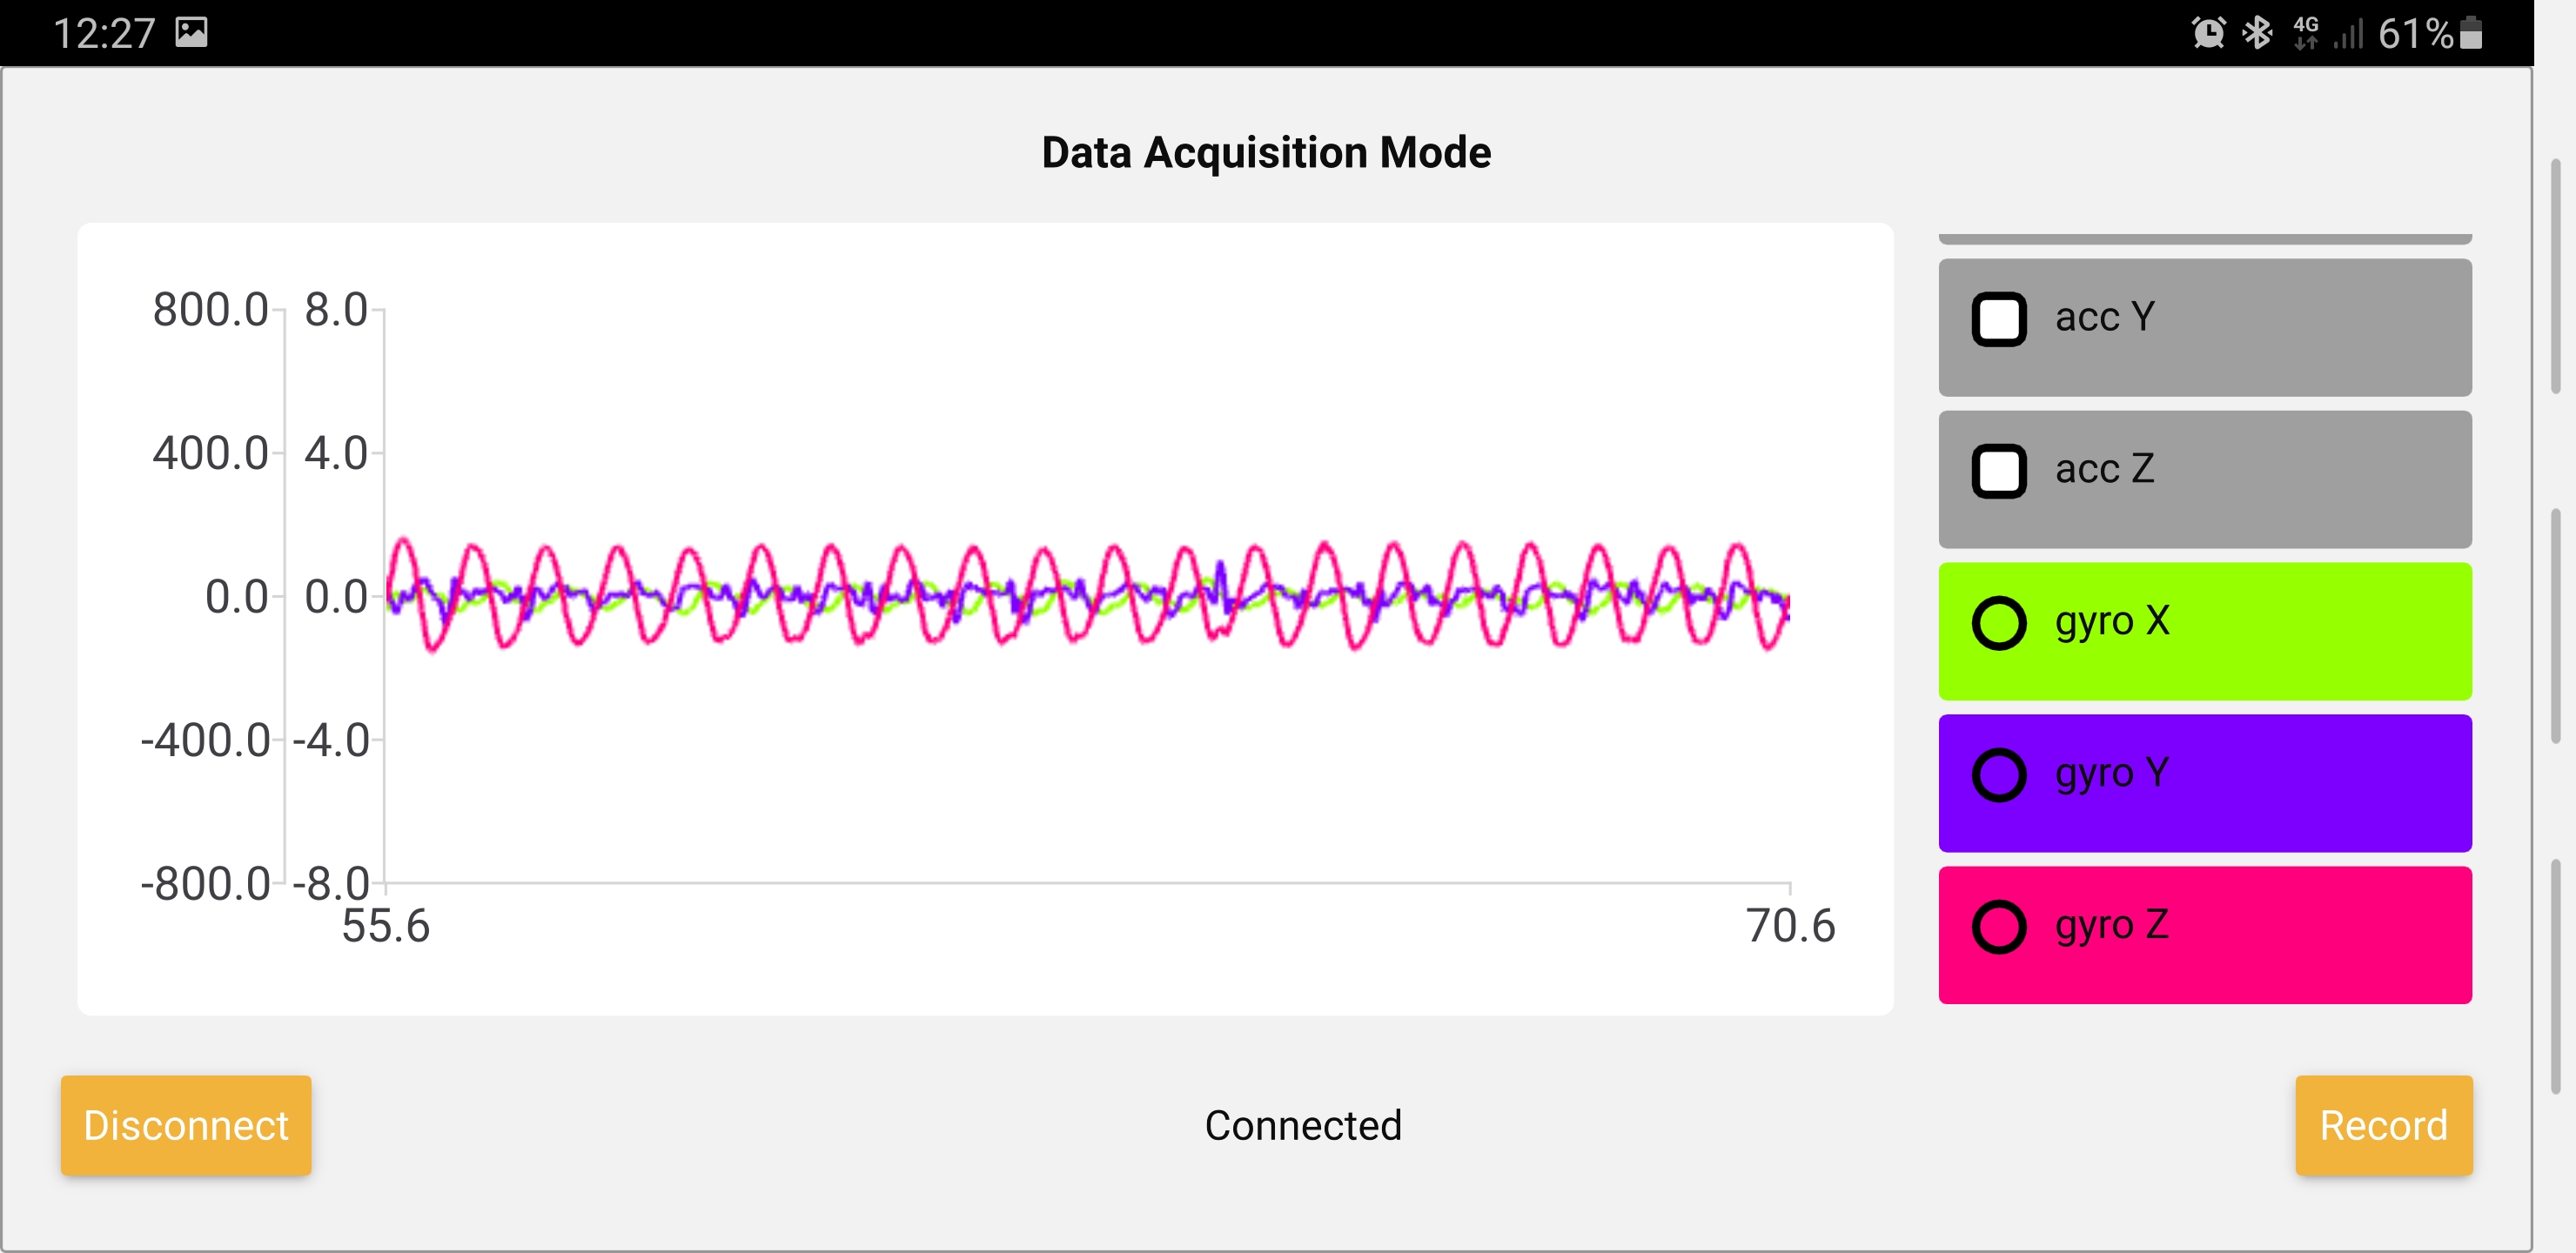 12:27 4G 61%
Data Acquisition Mode
800.0 8.0
400.0 4.0
0.0 0.0
-400.0 -4.0
-800.0 -8.0
55.6 70.6
acc Y
acc Z
gyro X
gyro Y
gyro Z
Disconnect Connected Record